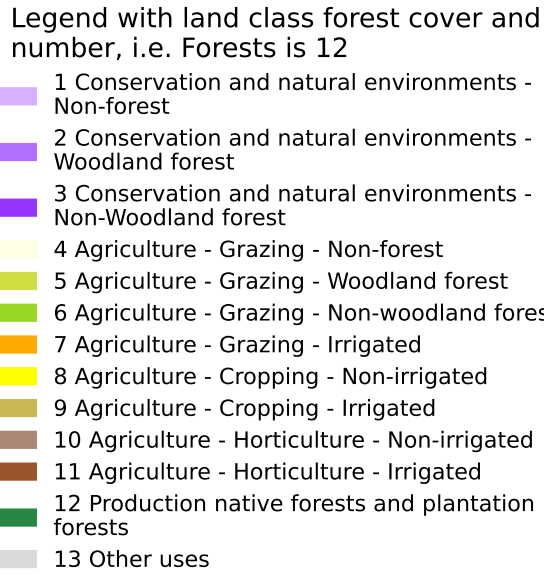 Legend with land class forest cover and
number, i.e. Forests is 12
1 Conservation and natural environments -
Non-forest
2 Conservation and natural environments -
Woodland forest
3 Conservation and natural environments -
Non-Woodland forest
4 Agriculture - Grazing - Non-forest
5 Agriculture - Grazing - Woodland forest
6 Agriculture - Grazing - Non-woodland fores
7 Agriculture - Grazing - Irrigated
8 Agriculture - Cropping - Non-irrigated
9 Agriculture - Cropping - Irrigated
10 Agriculture - Horticulture - Non-irrigated
11 Agriculture - Horticulture - Irrigated
12 Production native forests and plantation
forests
13 Other uses